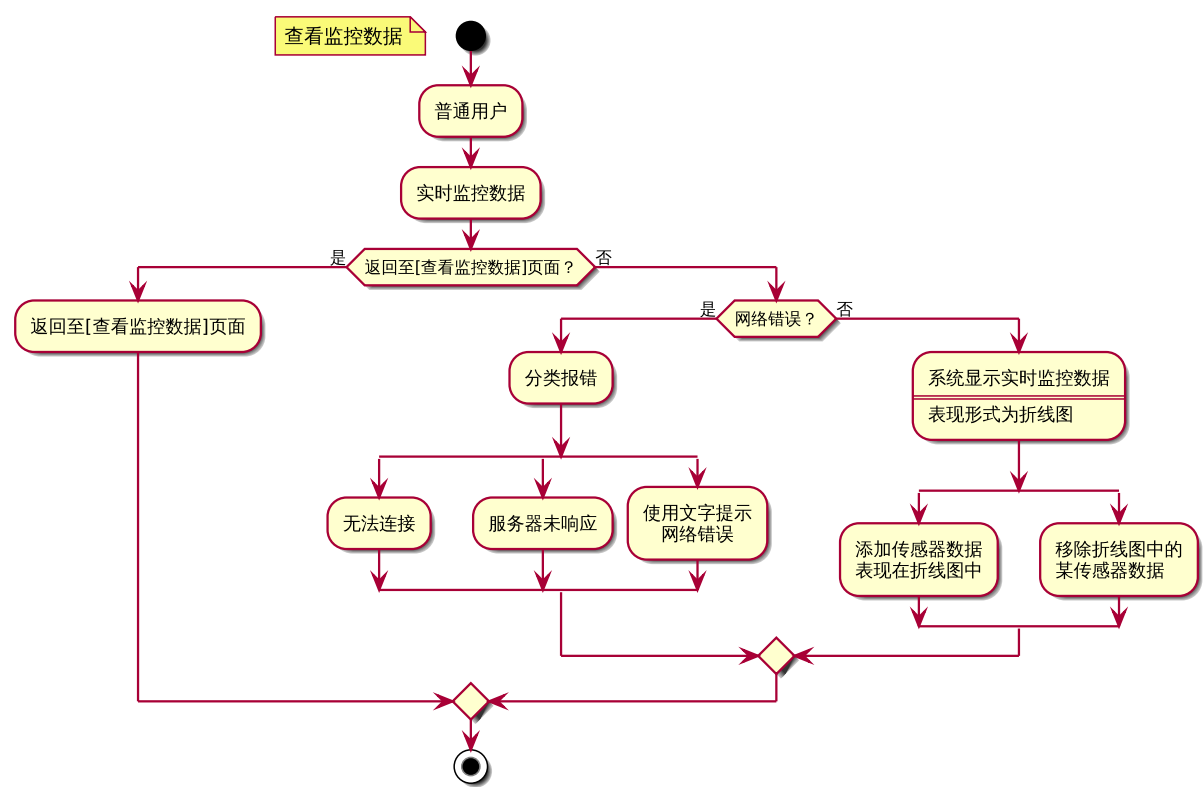 查看监控数据
普通用户
实时监控数据
是
返回至[查看监控数据]页面？
否
返回至[查看监控数据]页面
是
网络错误？
否
分类报错
系统显示实时监控数据
表现形式为折线图
无法连接
服务器未响应
使用文字提示
网络错误
添加传感器数据
表现在折线图中
移除折线图中的
某传感器数据